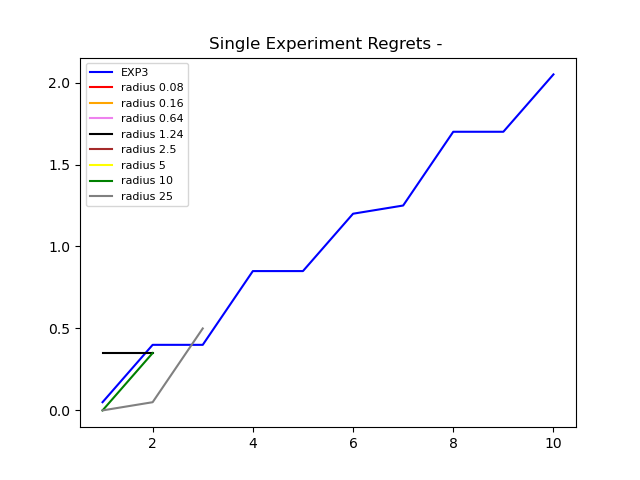 Single Experiment Regrets -
EXP3
radius 0.08
radius 0.16
radius 0.64
radius 1.24
radius 2.5
radius 5
radius 10
radius 25
2.0
1.5
1.0
0.5
0.0
2 4 6 8 10